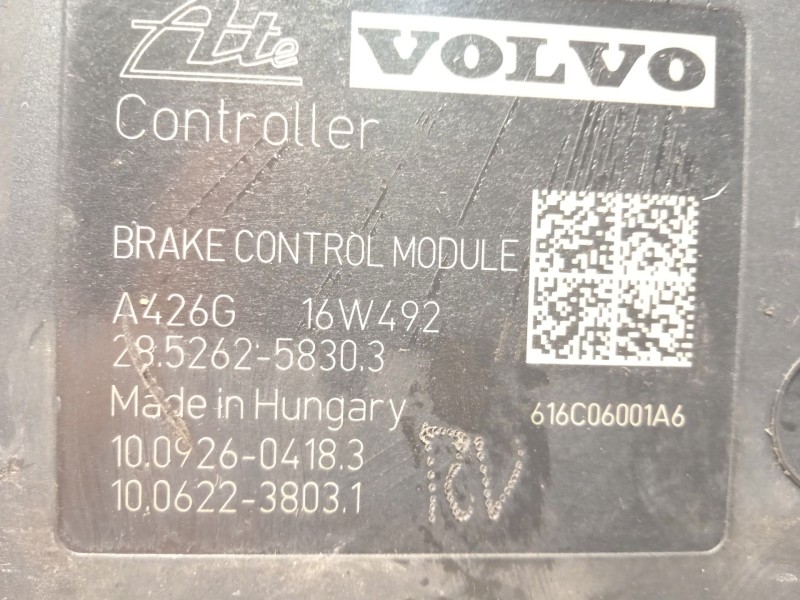 Ate VOLVO
Controller
BRAKE CONTROL MODULE
A426G 16W492
28.5262-5830.3
Made in Hungary 616C06001A6
10.0926-0418.3
10.0622-3803.1